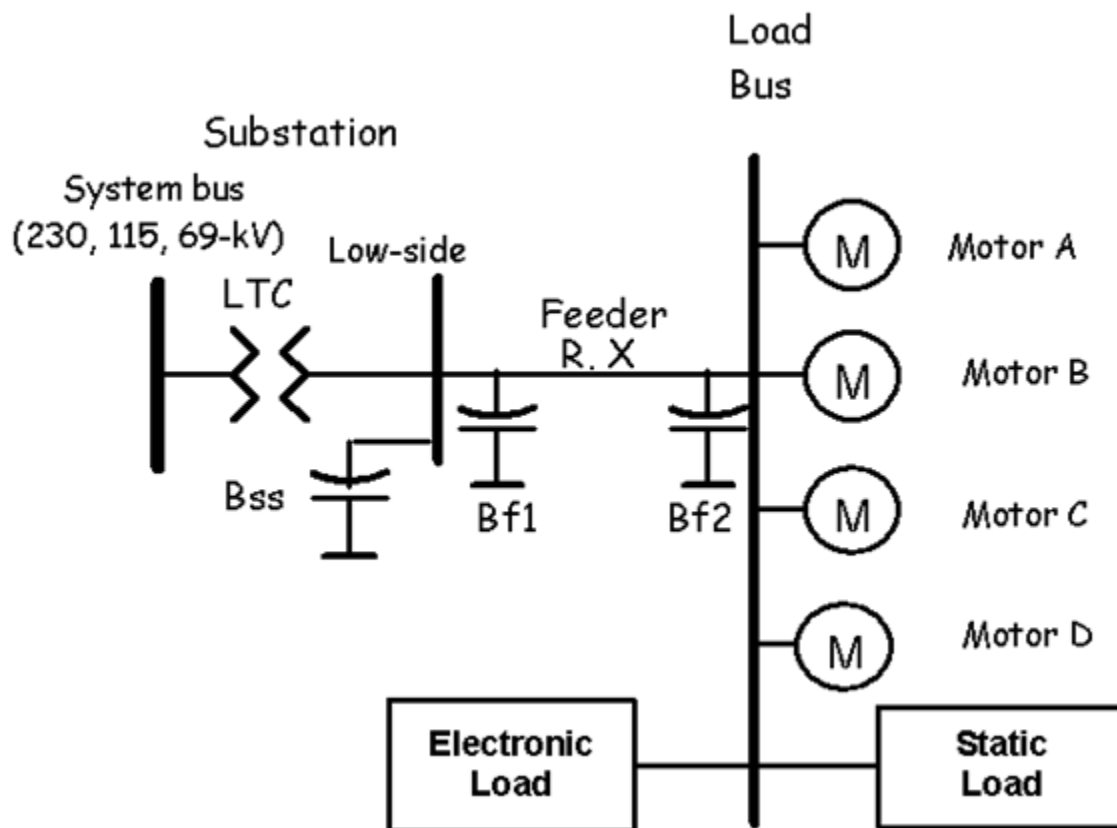 Load
Bus
Substation
System bus
(230, 115, 69-kV)
Low-side
LTC
Feeder
R. X
Bss
Bf1
Bf2
M
Motor A
M
Motor B
M
Motor C
M
Motor D
Electronic
Load
Static
Load